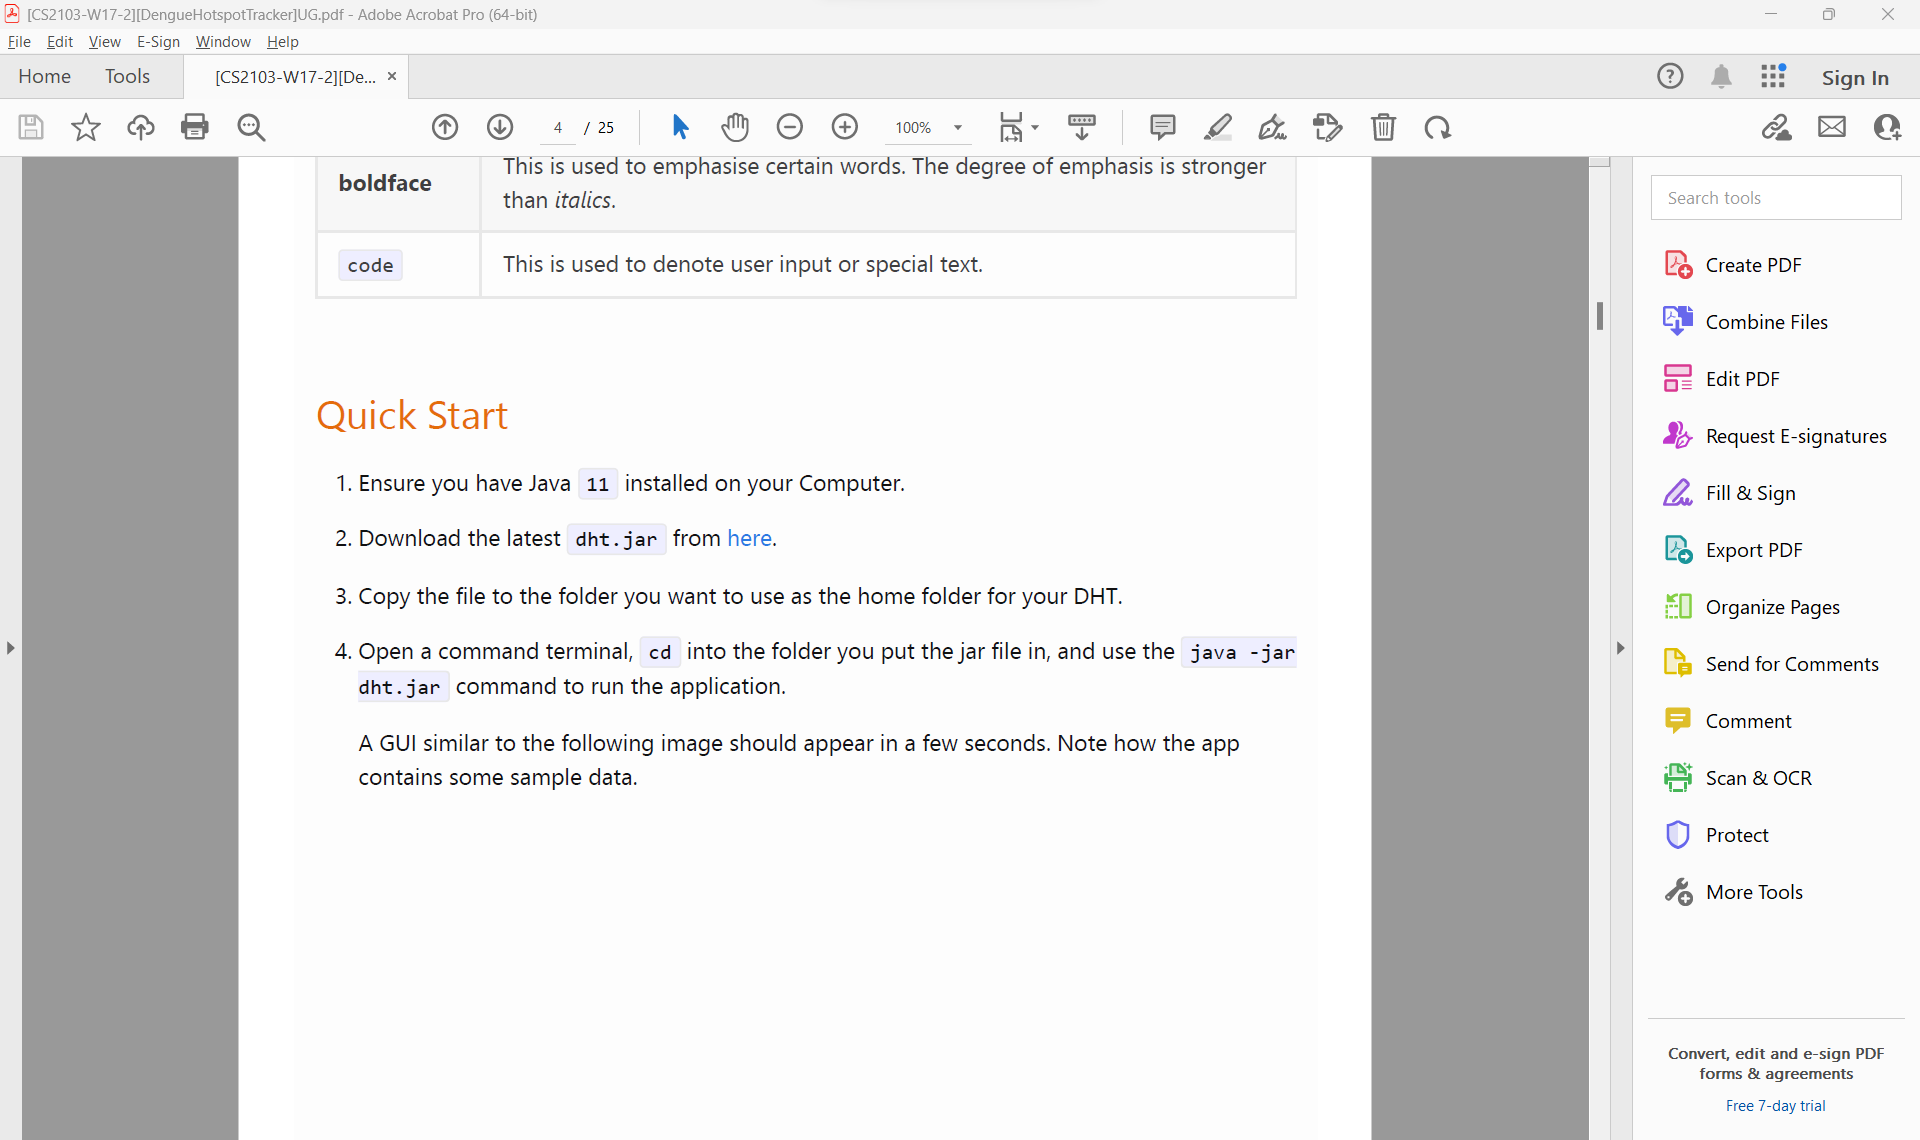 [CS2103-W17-2][DengueHotspotTracker]UG.pdf - Adobe Acrobat Pro (64-bit)
File Edit View E-Sign Window Help
Home Tools [CS2103-W17-2][De... × Sign In
4 / 25 100%
This is used to emphasise certain words. The degree of emphasis is stronger
boldface
than italics.
code This is used to denote user input or special text.
Quick Start
1. Ensure you have Java 11 installed on your Computer.
2. Download the latest dht.jar from here.
3. Copy the file to the folder you want to use as the home folder for your DHT.
4. Open a command terminal, cd into the folder you put the jar file in, and use the java -jar
dht.jar command to run the application.
A GUI similar to the following image should appear in a few seconds. Note how the app
contains some sample data.
Search tools
Create PDF
Combine Files
Edit PDF
Request E-signatures
Fill & Sign
Export PDF
Organize Pages
Send for Comments
Comment
Scan & OCR
Protect
More Tools
Convert, edit and e-sign PDF
forms & agreements
Free 7-day trial